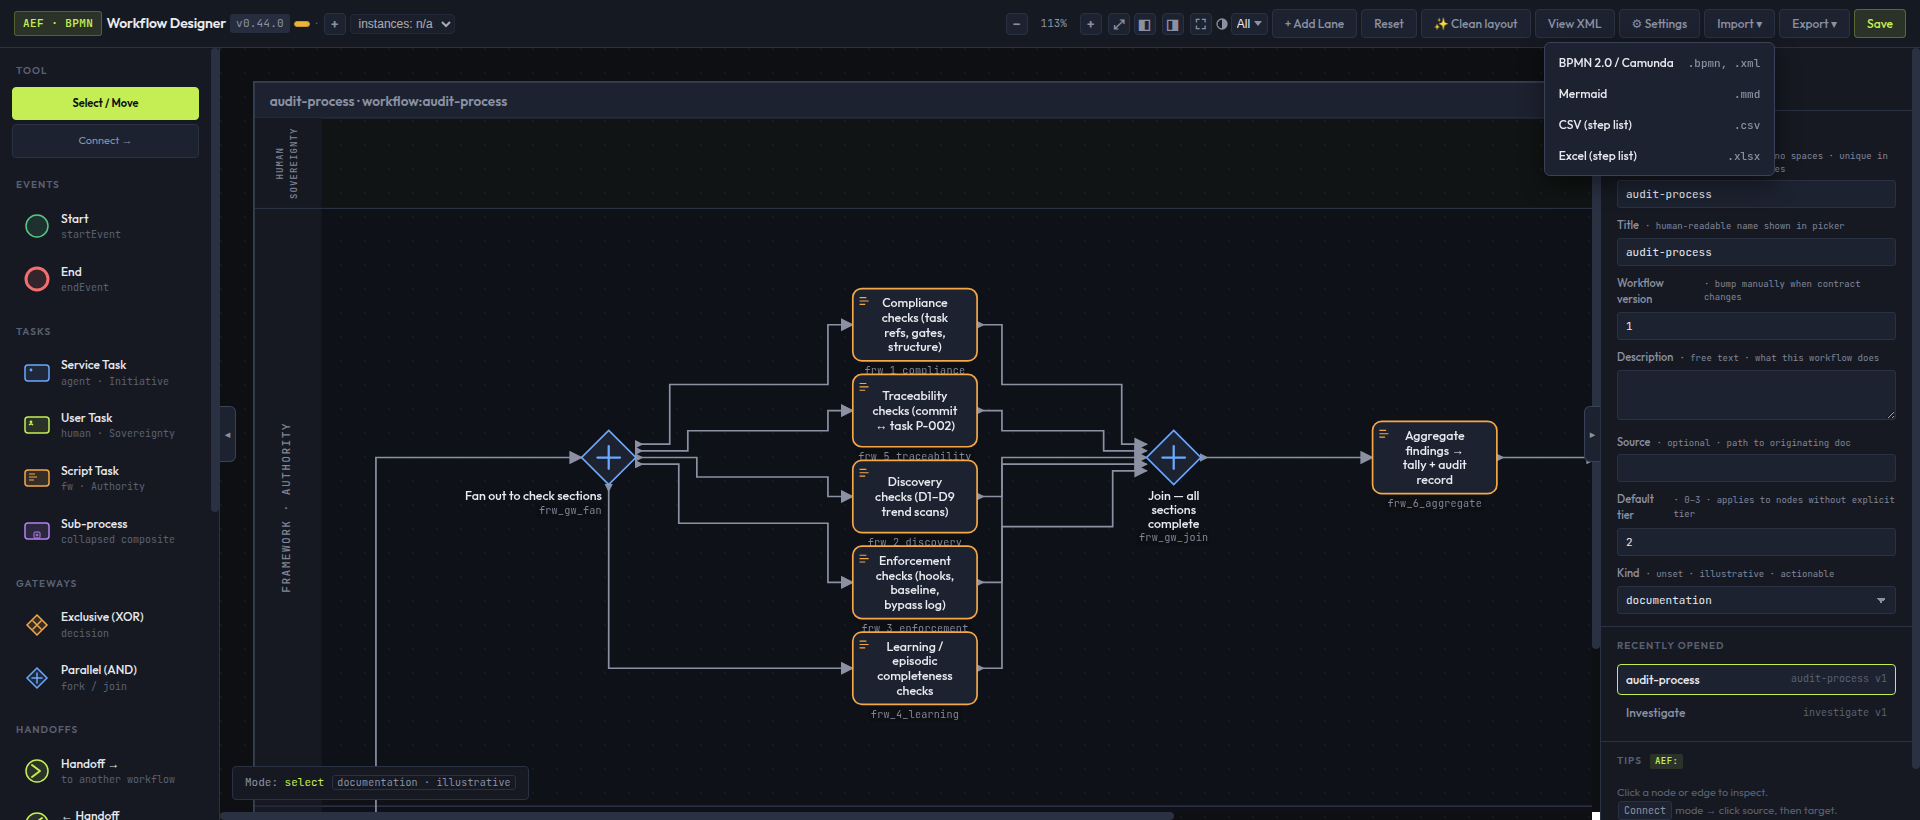 AEF · BPMN Workflow Designer v0.44.0 · + instances: n/a
− 113% + All + Add Lane Reset ✨ Clean layout View XML ⚙ Settings Import ▾ Export ▾ Save
BPMN 2.0 / Camunda .bpmn, .xml
Mermaid .mmd
CSV (step list) .csv
Excel (step list) .xlsx
TOOL
Select / Move
Connect →
EVENTS
Start
startEvent
End
endEvent
TASKS
Service Task
agent · Initiative
User Task
human · Sovereignty
Script Task
fw · Authority
Sub-process
collapsed composite
GATEWAYS
Exclusive (XOR)
decision
Parallel (AND)
fork / join
HANDOFFS
Handoff →
to another workflow
← Handoff
audit-process · workflow:audit-process
HUMAN
SOVEREIGNTY
FRAMEWORK · AUTHORITY
Fan out to check sections
frw_gw_fan
Compliance
checks (task
refs, gates,
structure)
frw_1_compliance
Traceability
checks (commit
↔ task P-002)
frw_5_traceability
Discovery
checks (D1–D9
trend scans)
frw_2_discovery
Enforcement
checks (hooks,
baseline,
bypass log)
frw_3_enforcement
Learning /
episodic
completeness
checks
frw_4_learning
Join — all
sections
complete
frw_gw_join
Aggregate
findings →
tally + audit
record
frw_6_aggregate
Mode: select documentation · illustrative
no spaces · unique in
audit-process
Title · human-readable name shown in picker
audit-process
Workflow version · bump manually when contract changes
1
Description · free text · what this workflow does
Source · optional · path to originating doc
Default tier · 0-3 · applies to nodes without explicit tier
2
Kind · unset · illustrative · actionable
documentation
RECENTLY OPENED
audit-process audit-process v1
Investigate investigate v1
TIPS AEF:
Click a node or edge to inspect.
Connect mode → click source, then target.